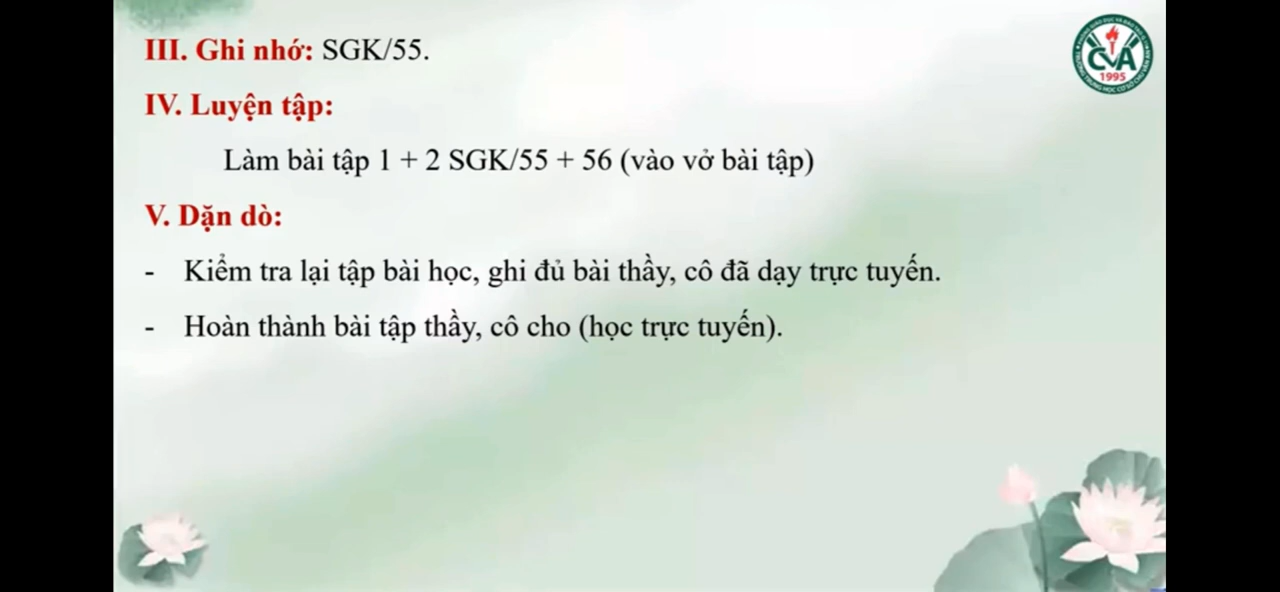 III. Ghi nhớ: SGK/55.
IV. Luyện tập:
Làm bài tập 1 + 2 SGK/55 + 56 (vào vở bài tập)
V. Dặn dò:
- Kiểm tra lại tập bài học, ghi đủ bài thầy, cô đã dạy trực tuyến.
- Hoàn thành bài tập thầy, cô cho (học trực tuyến).
CVA
1995